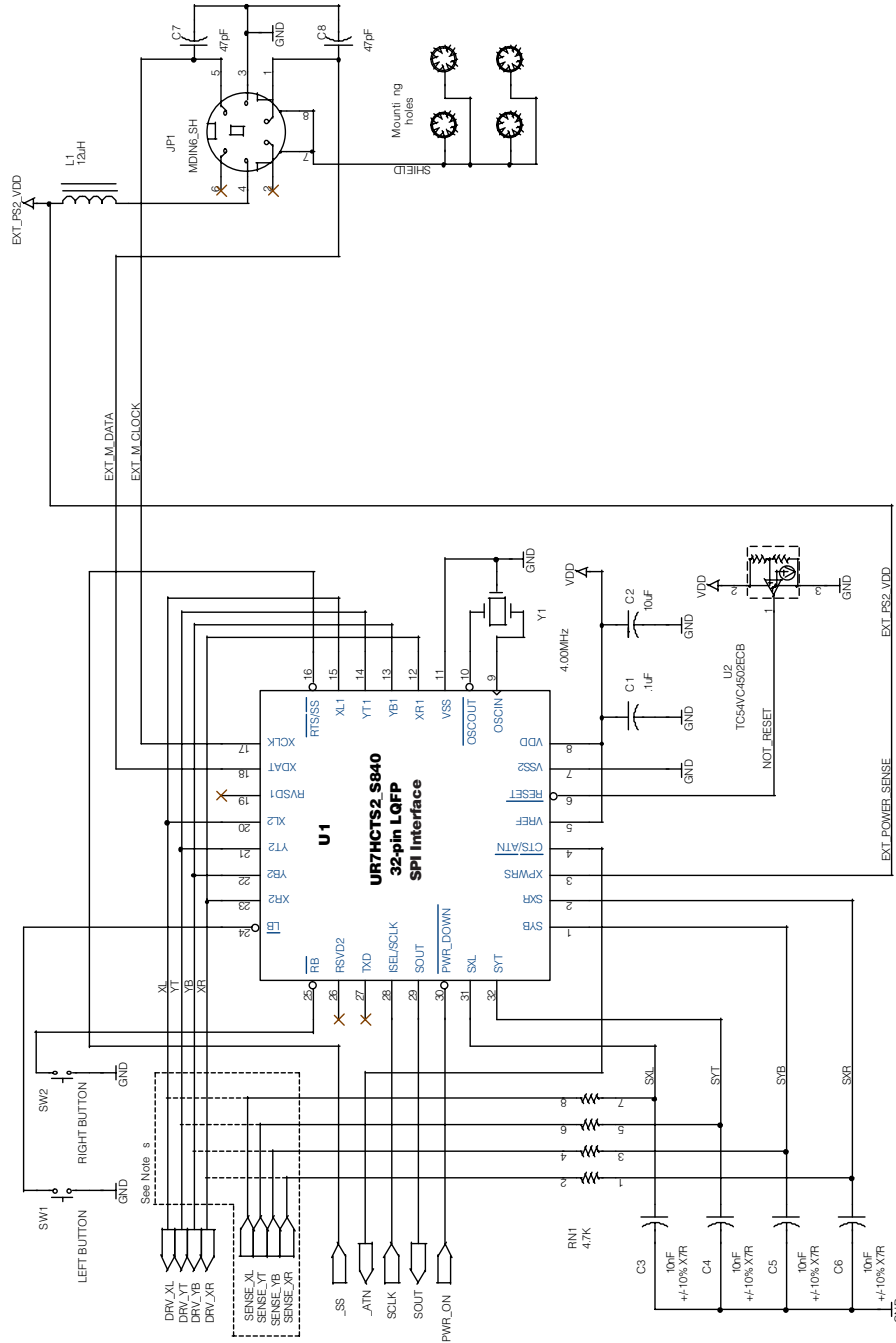 EXT_PS2_VDD
L1
12uH
C7
47pF
GND
C8
47pF
JP1
MDIN6_SH
5
3
1
6
4
2
8
7
Mounti ng
holes
SHIELD
EXT_M_DATA
EXT_M_CLOCK
SW1
LEFT BUTTON
GND
SW2
RIGHT BUTTON
GND
See Note s
XL
YT
YB
XR
DRV_XL
DRV_YT
DRV_YB
DRV_XR
SENSE_XL
SENSE_YT
SENSE_YB
SENSE_XR
_SS
_ATN
SCLK
SOUT
PWR_ON
U1
UR7HCTS2_S840
32-pin LQFP
SPI Interface
24
LB
23
XR2
22
YB2
21
YT2
20
XL2
19
RVSD1
18
XDAT
17
XCLK
25
RB
26
RSVD2
27
TXD
28
ISEL/SCLK
29
SOUT
30
PWR_DOWN
31
SXL
32
SYT
16
RTS/SS
15
XL1
14
YT1
13
YB1
12
XR1
11
VSS
10
OSCOUT
9
OSCIN
1
SYB
2
SXR
3
XPWRS
4
CTS/ATN
5
VREF
6
RESET
7
VSS2
8
VDD
GND
Y1
4.00MHz
VDD
C1
.1uF
GND
C2
10uF
GND
GND
VDD
2
1
3
GND
U2
TC54VC4502ECB
NOT_RESET
EXT_POWER_SENSE
EXT_PS2_VDD
RN1
4.7K
8
7
6
5
4
3
2
1
SXL
SYT
SYB
SXR
C3
10nF
+/-10% X7R
C4
10nF
+/-10% X7R
C5
10nF
+/-10% X7R
C6
10nF
+/-10% X7R